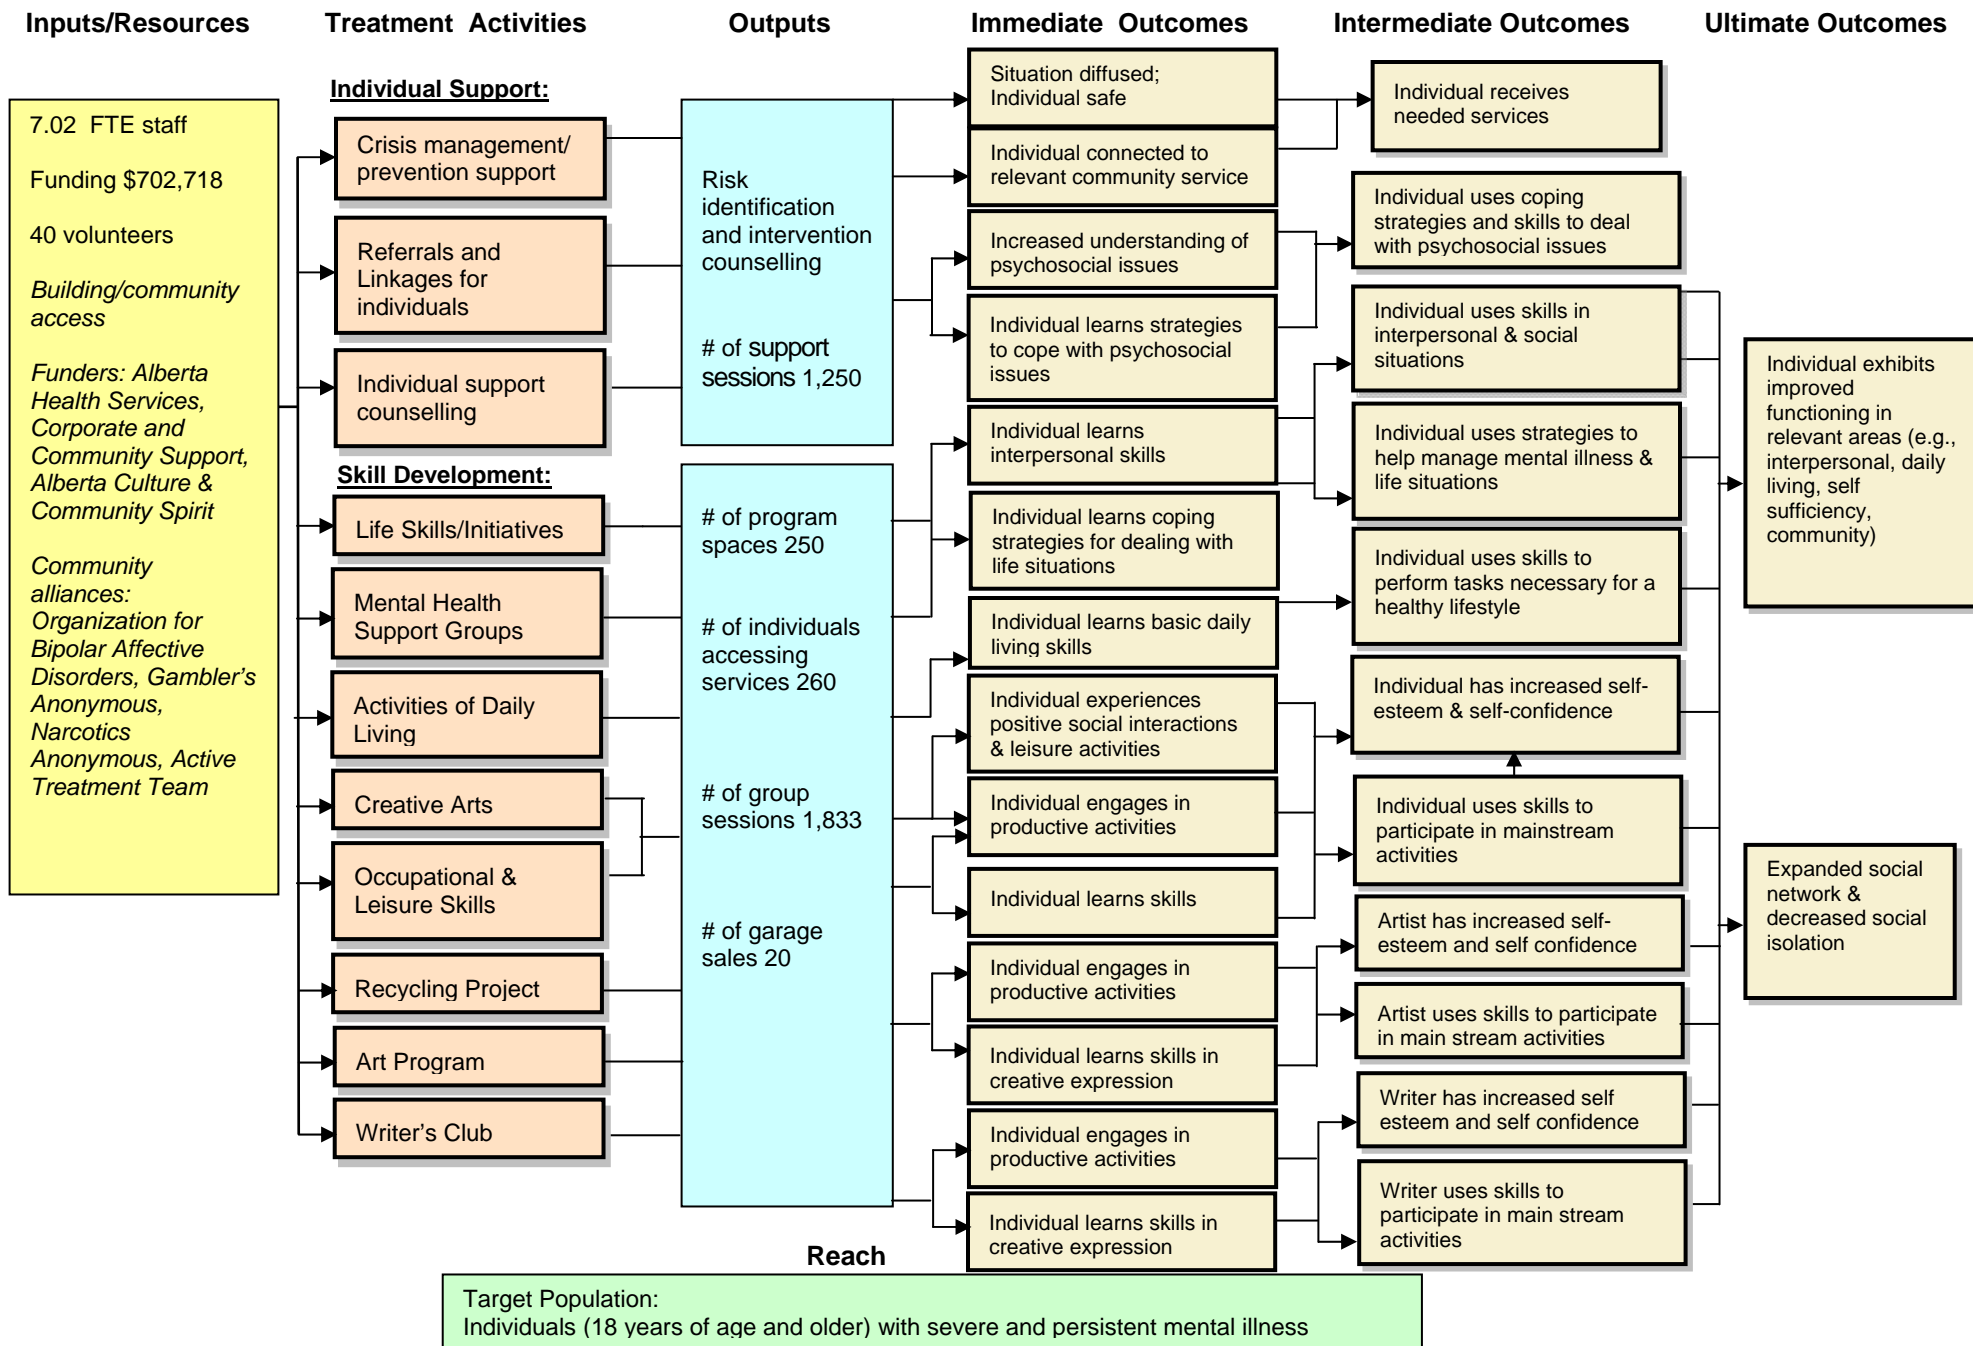 Inputs/Resources
Treatment Activities
Outputs
Immediate Outcomes
Intermediate Outcomes
Ultimate Outcomes
7.02 FTE staff
Funding $702,718
40 volunteers
Building/community
access
Funders: Alberta
Health Services,
Corporate and
Community Support,
Alberta Culture &
Community Spirit
Community
alliances:
Organization for
Bipolar Affective
Disorders, Gambler's
Anonymous,
Narcotics
Anonymous, Active
Treatment Team
Individual Support:
Crisis management/
prevention support
Referrals and
Linkages for
individuals
Individual support
counselling
Skill Development:
Life Skills/Initiatives
Mental Health
Support Groups
Activities of Daily
Living
Creative Arts
Occupational &
Leisure Skills
Recycling Project
Art Program
Writer's Club
Risk
identification
and intervention
counselling
# of support
sessions 1,250
# of program
spaces 250
# of individuals
accessing
services 260
# of group
sessions 1,833
# of garage
sales 20
Situation diffused;
Individual safe
Individual connected to
relevant community service
Increased understanding of
psychosocial issues
Individual learns strategies
to cope with psychosocial
issues
Individual learns
interpersonal skills
Individual learns coping
strategies for dealing with
life situations
Individual learns basic daily
living skills
Individual experiences
positive social interactions
& leisure activities
Individual engages in
productive activities
Individual learns skills
Individual engages in
productive activities
Individual learns skills in
creative expression
Individual engages in
productive activities
Individual learns skills in
creative expression
Individual receives
needed services
Individual uses coping
strategies and skills to deal
with psychosocial issues
Individual uses skills in
interpersonal & social
situations
Individual uses strategies to
help manage mental illness &
life situations
Individual uses skills to
perform tasks necessary for a
healthy lifestyle
Individual has increased self-
esteem & self-confidence
Individual uses skills to
participate in mainstream
activities
Artist has increased self-
esteem and self confidence
Artist uses skills to participate
in main stream activities
Writer has increased self
esteem and self confidence
Writer uses skills to
participate in main stream
activities
Individual exhibits
improved
functioning in
relevant areas (e.g.,
interpersonal, daily
living, self
sufficiency,
community)
Expanded social
network &
decreased social
isolation
Reach
Target Population:
Individuals (18 years of age and older) with severe and persistent mental illness